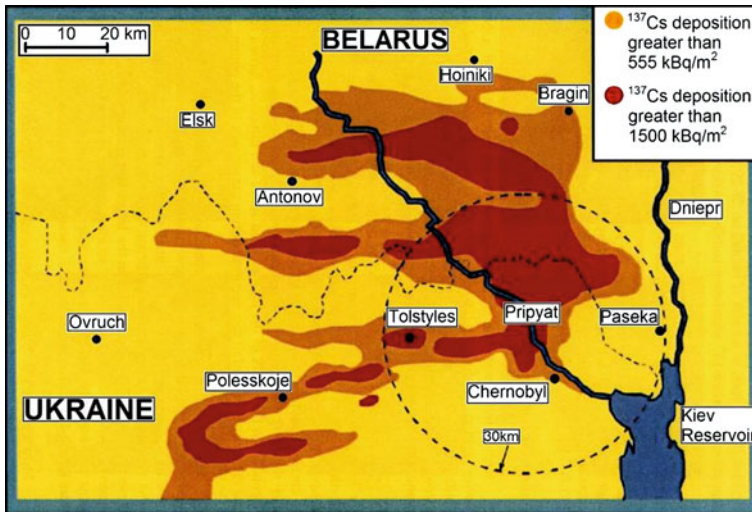 0 10 20 km
BELARUS
Hoiniki
Bragin
Elsk
¹³⁷Cs deposition
greater than
555 kBq/m²
¹³⁷Cs deposition
greater than
1500 kBq/m²
Antonov
Dniepr
Ovruch
Tolstyles
Pripyat
Paseka
Polesskoje
Chernobyl
UKRAINE
30km
Kiev
Reservoir